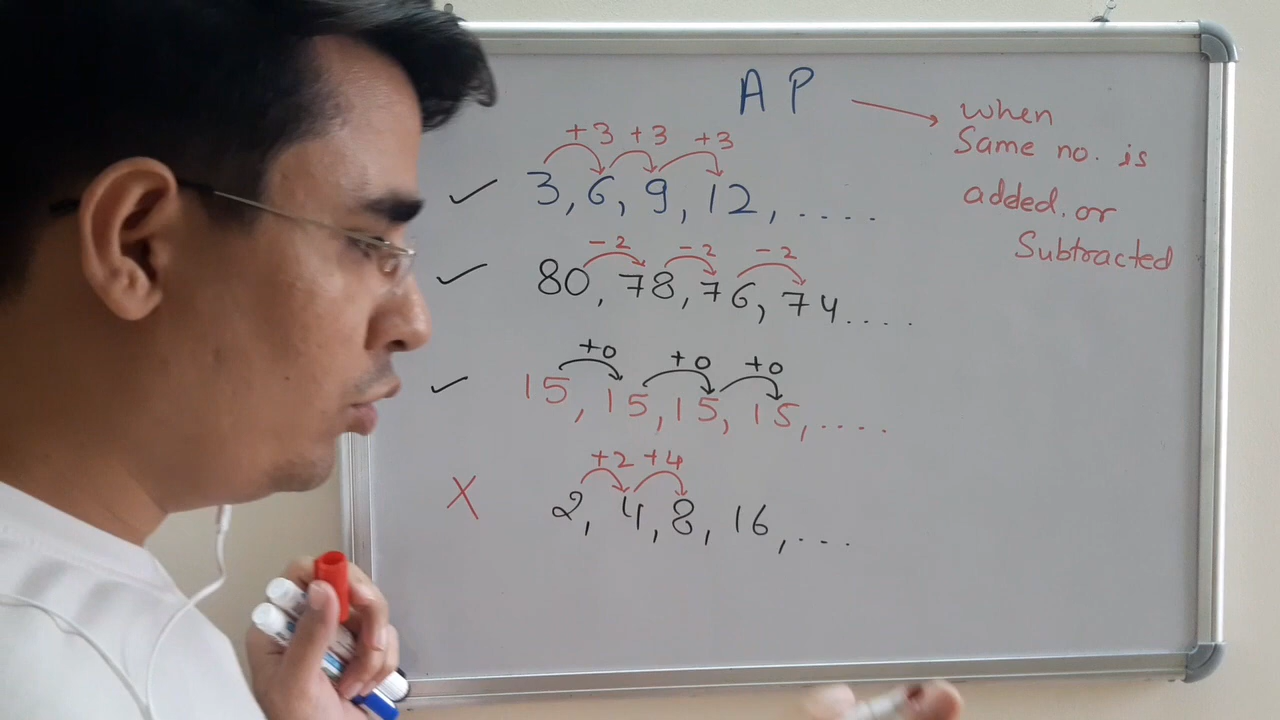 A P
when
Same no. is
added. or
Subtracted
+3 +3 +3
3, 6, 9, 12, ....
-2 -2 -2
80, 78, 76, 74....
+0 +0 +0
15, 15, 15, 15, ....
+2 +4
X 2, 4, 8, 16, ...